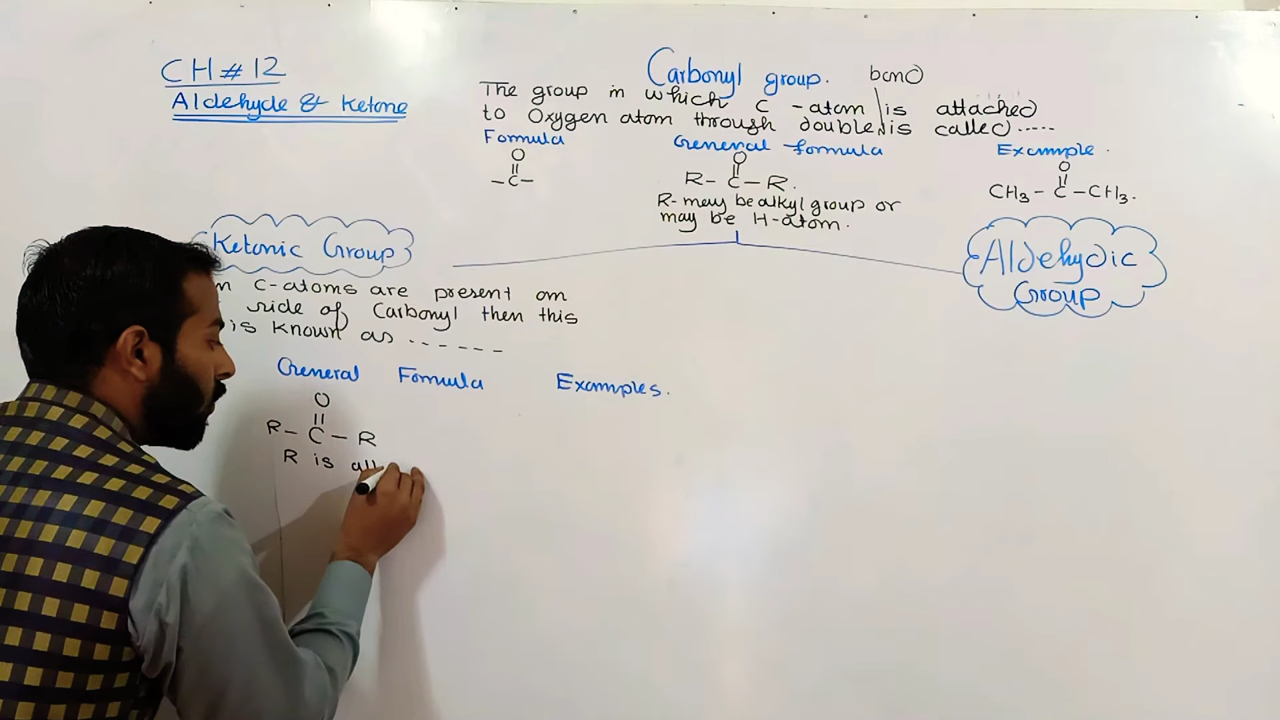 CH # 12
Aldehyde & Ketone
Carbonyl group.
bond
The group in which C - atom is attached
to Oxygen atom through double is called .....
Formula
O
||
-C-
General formula
O
||
R- C -R.
R- may be alkyl group or
may be H-atom.
Example.
O
||
CH₃- C -CH₃.
Ketonic Group
C-atoms are present on
side of Carbonyl then this
is known as ------
General Formula
O
||
R- C - R
R is
Examples.
Aldehydic
Group